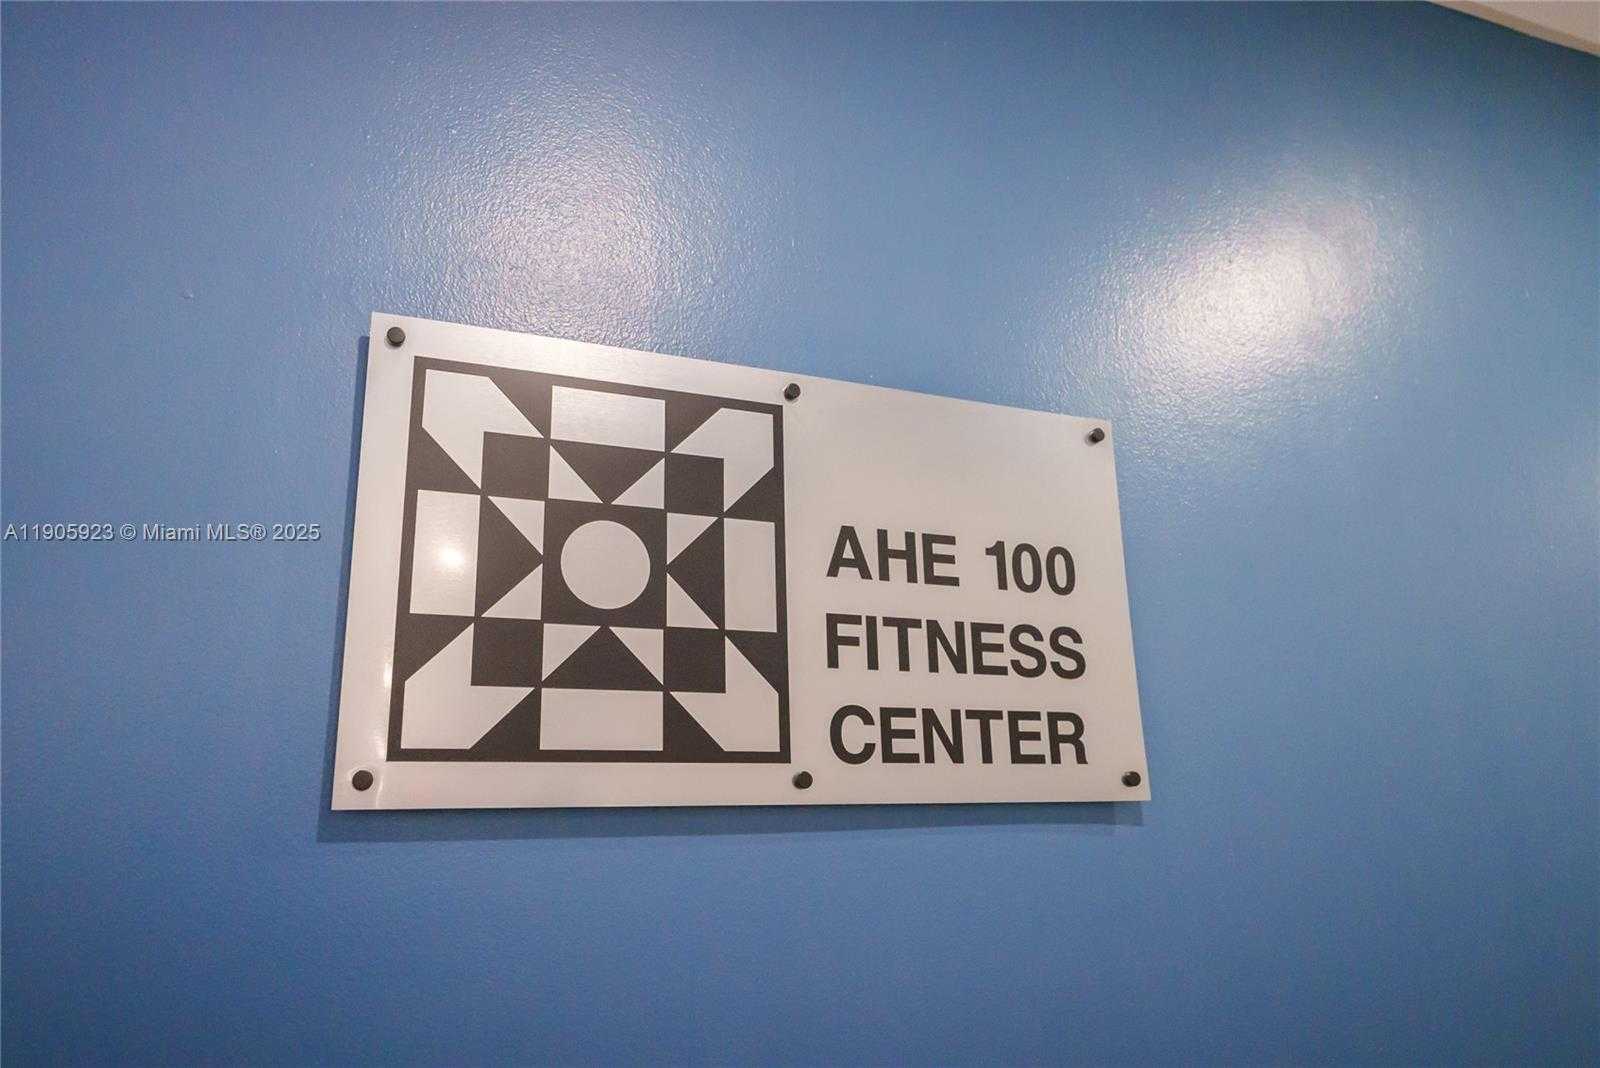 A11905923 © Miami MLS® 2025
AHE 100
FITNESS
CENTER